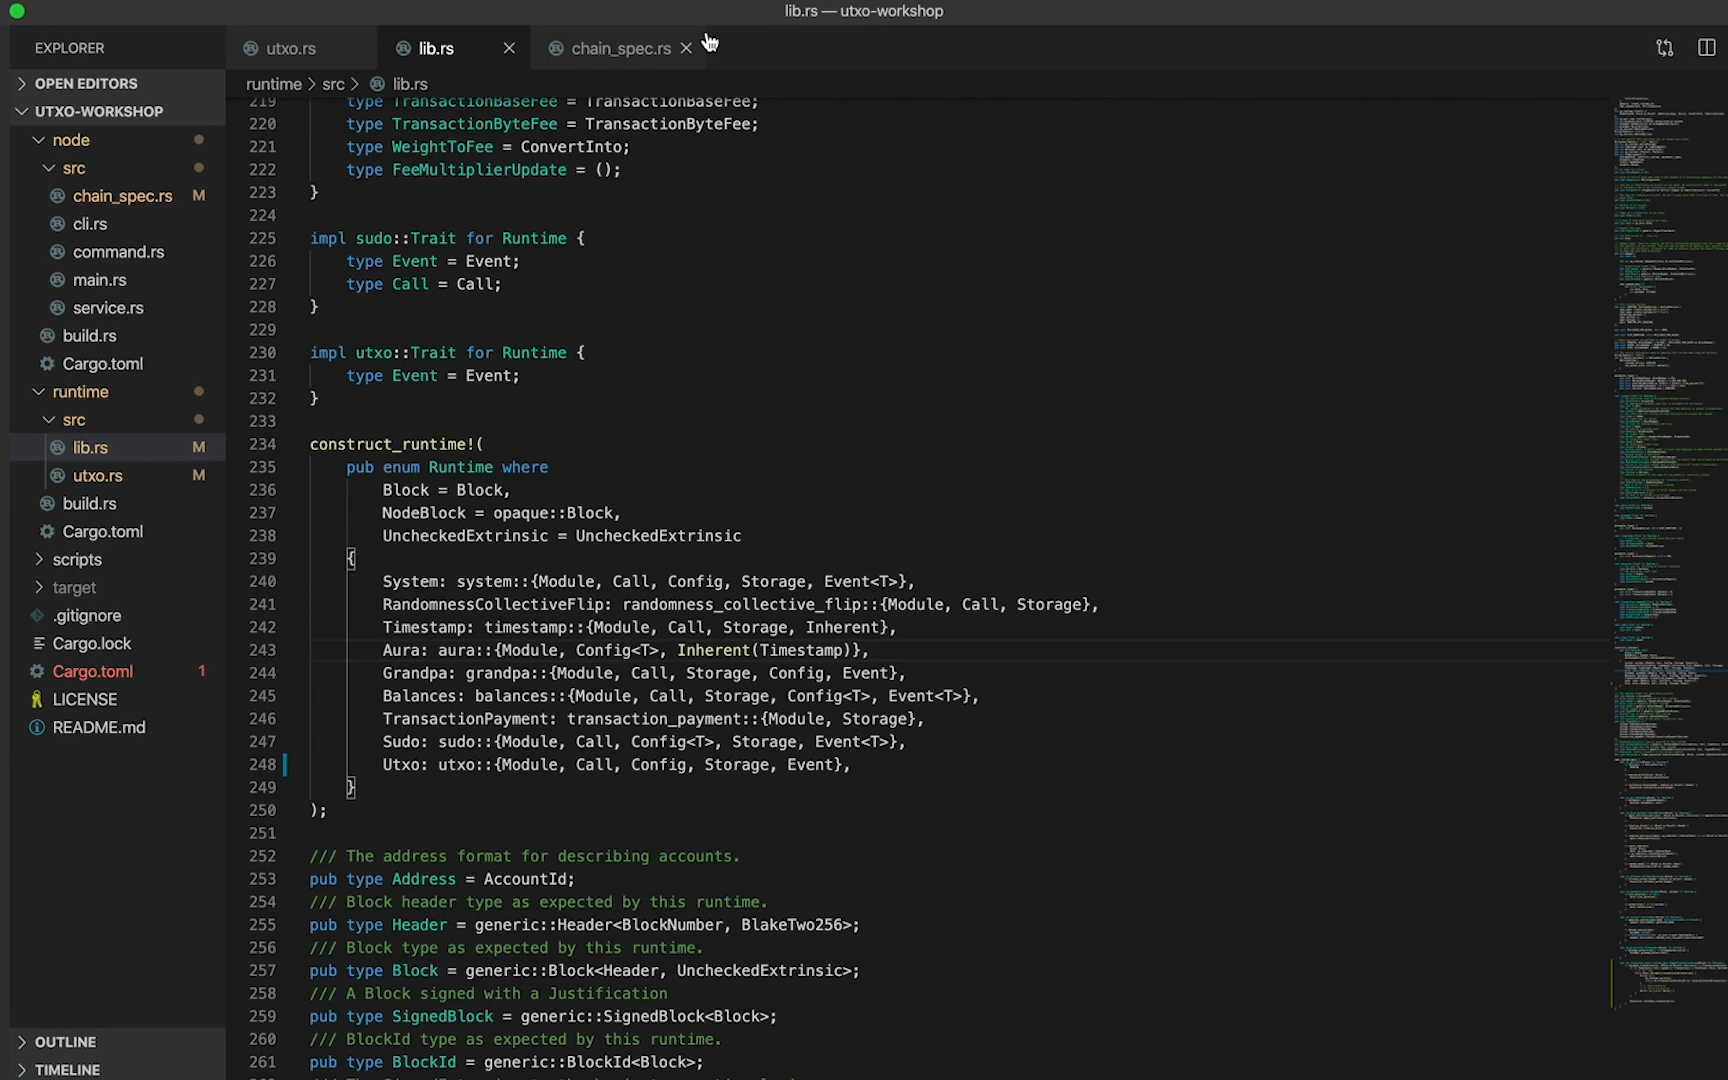 lib.rs — utxo-workshop
EXPLORER
utxo.rs
lib.rs
chain_spec.rs
OPEN EDITORS
UTXO-WORKSHOP
node
src
chain_spec.rs M
cli.rs
command.rs
main.rs
service.rs
build.rs
Cargo.toml
runtime
src
lib.rs M
utxo.rs M
build.rs
Cargo.toml
scripts
target
.gitignore
Cargo.lock
Cargo.toml 1
LICENSE
README.md
OUTLINE
TIMELINE
runtime > src > lib.rs
219 type TransactionBaseFee = TransactionBaseFee;
220 type TransactionByteFee = TransactionByteFee;
221 type WeightToFee = ConvertInto;
222 type FeeMultiplierUpdate = ();
223 }
224
225 impl sudo::Trait for Runtime {
226 type Event = Event;
227 type Call = Call;
228 }
229
230 impl utxo::Trait for Runtime {
231 type Event = Event;
232 }
233
234 construct_runtime!(
235 pub enum Runtime where
236 Block = Block,
237 NodeBlock = opaque::Block,
238 UncheckedExtrinsic = UncheckedExtrinsic
239 {
240 System: system::{Module, Call, Config, Storage, Event<T>},
241 RandomnessCollectiveFlip: randomness_collective_flip::{Module, Call, Storage},
242 Timestamp: timestamp::{Module, Call, Storage, Inherent},
243 Aura: aura::{Module, Config<T>, Inherent(Timestamp)},
244 Grandpa: grandpa::{Module, Call, Storage, Config, Event},
245 Balances: balances::{Module, Call, Storage, Config<T>, Event<T>},
246 TransactionPayment: transaction_payment::{Module, Storage},
247 Sudo: sudo::{Module, Call, Config<T>, Storage, Event<T>},
248 Utxo: utxo::{Module, Call, Config, Storage, Event},
249 }
250 );
251
252 /// The address format for describing accounts.
253 pub type Address = AccountId;
254 /// Block header type as expected by this runtime.
255 pub type Header = generic::Header<BlockNumber, BlakeTwo256>;
256 /// Block type as expected by this runtime.
257 pub type Block = generic::Block<Header, UncheckedExtrinsic>;
258 /// A Block signed with a Justification
259 pub type SignedBlock = generic::SignedBlock<Block>;
260 /// BlockId type as expected by this runtime.
261 pub type BlockId = generic::BlockId<Block>;